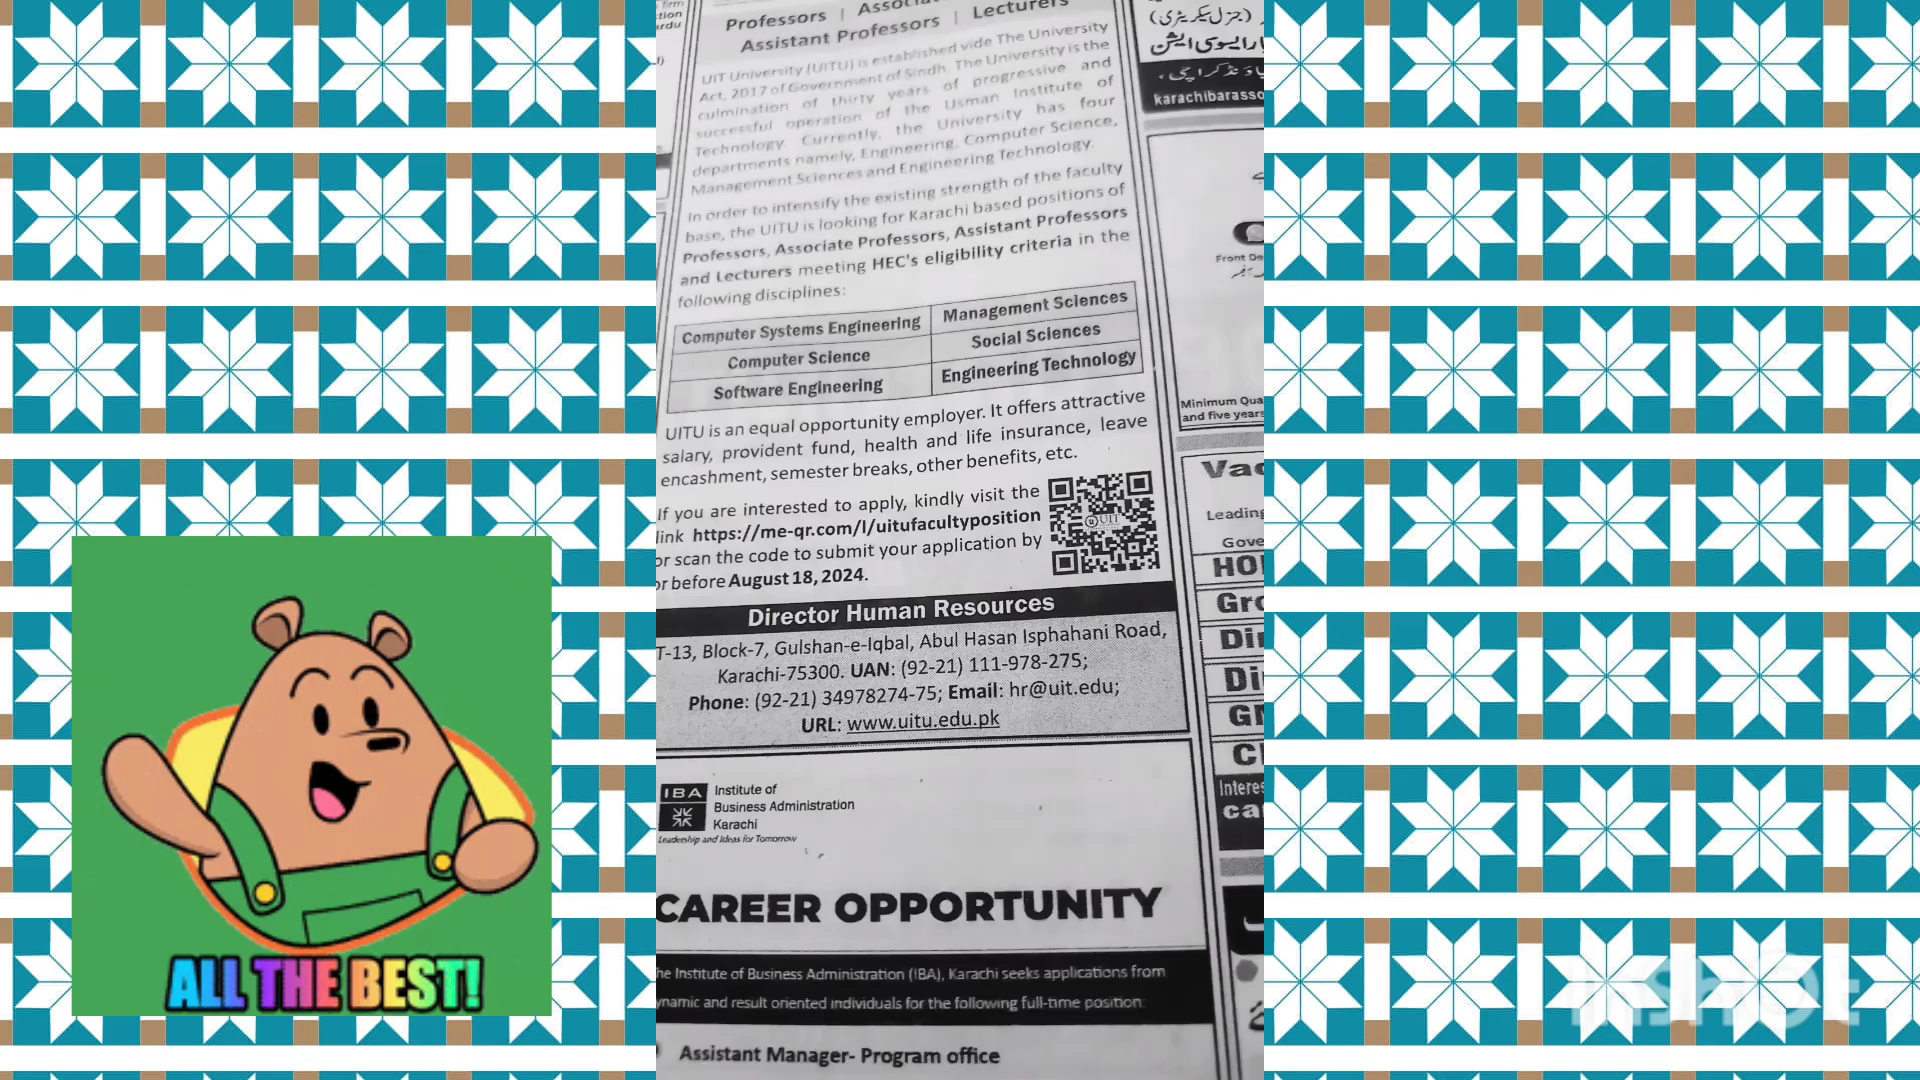 Professors | Associate
Assistant Professors | Lecturers
UIT University (UITU) is established vide The University
Act, 2017 of Government of Sindh. The University is the
culmination of thirty years of progressive and
successful operation of the Usman Institute of
Technology. Currently, the University has four
departments namely, Engineering, Computer Science,
Management Sciences and Engineering Technology.
In order to intensify the existing strength of the faculty
base, the UITU is looking for Karachi based positions of
Professors, Associate Professors, Assistant Professors
and Lecturers meeting HEC's eligibility criteria in the
following disciplines:
Computer Systems Engineering
Management Sciences
Computer Science
Social Sciences
Software Engineering
Engineering Technology
UITU is an equal opportunity employer. It offers attractive
salary, provident fund, health and life insurance, leave
encashment, semester breaks, other benefits, etc.
If you are interested to apply, kindly visit the
link https://me-qr.com/l/uitufacultyposition
or scan the code to submit your application by
or before August 18, 2024.
UIT
Director Human Resources
T-13, Block-7, Gulshan-e-Iqbal, Abul Hasan Isphahani Road,
Karachi-75300. UAN: (92-21) 111-978-275;
Phone: (92-21) 34978274-75; Email: hr@uit.edu;
URL: www.uitu.edu.pk
IBA
Institute of
Business Administration
Karachi
Leadership and Ideas for Tomorrow
CAREER OPPORTUNITY
he Institute of Business Administration (IBA), Karachi seeks applications from
ynamic and result oriented individuals for the following full-time position:
Assistant Manager- Program office
(جنرل سیکریٹری)
karachibarasso
Front De
Minimum Qua
and five years
Vac
Leading
Gove
HO
Gro
Di
Di
GM
C
Interes
ca
ALL THE BEST!
InShOt